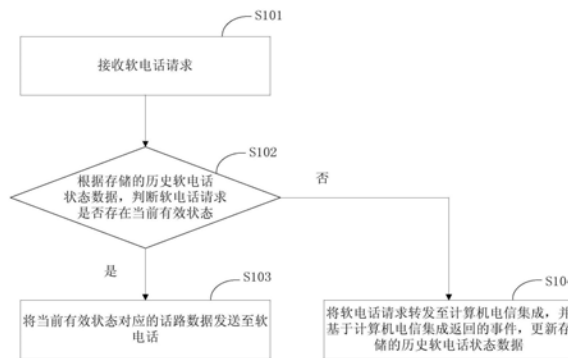 S101
接收软电话请求
S102
根据存储的历史软电话
状态数据，判断软电话请求
是否存在当前有效状态
否
是
S103
将当前有效状态对应的话路数据发送至软
电话
S104
将软电话请求转发至计算机电信集成，并
基于计算机电信集成返回的事件，更新存
储的历史软电话状态数据